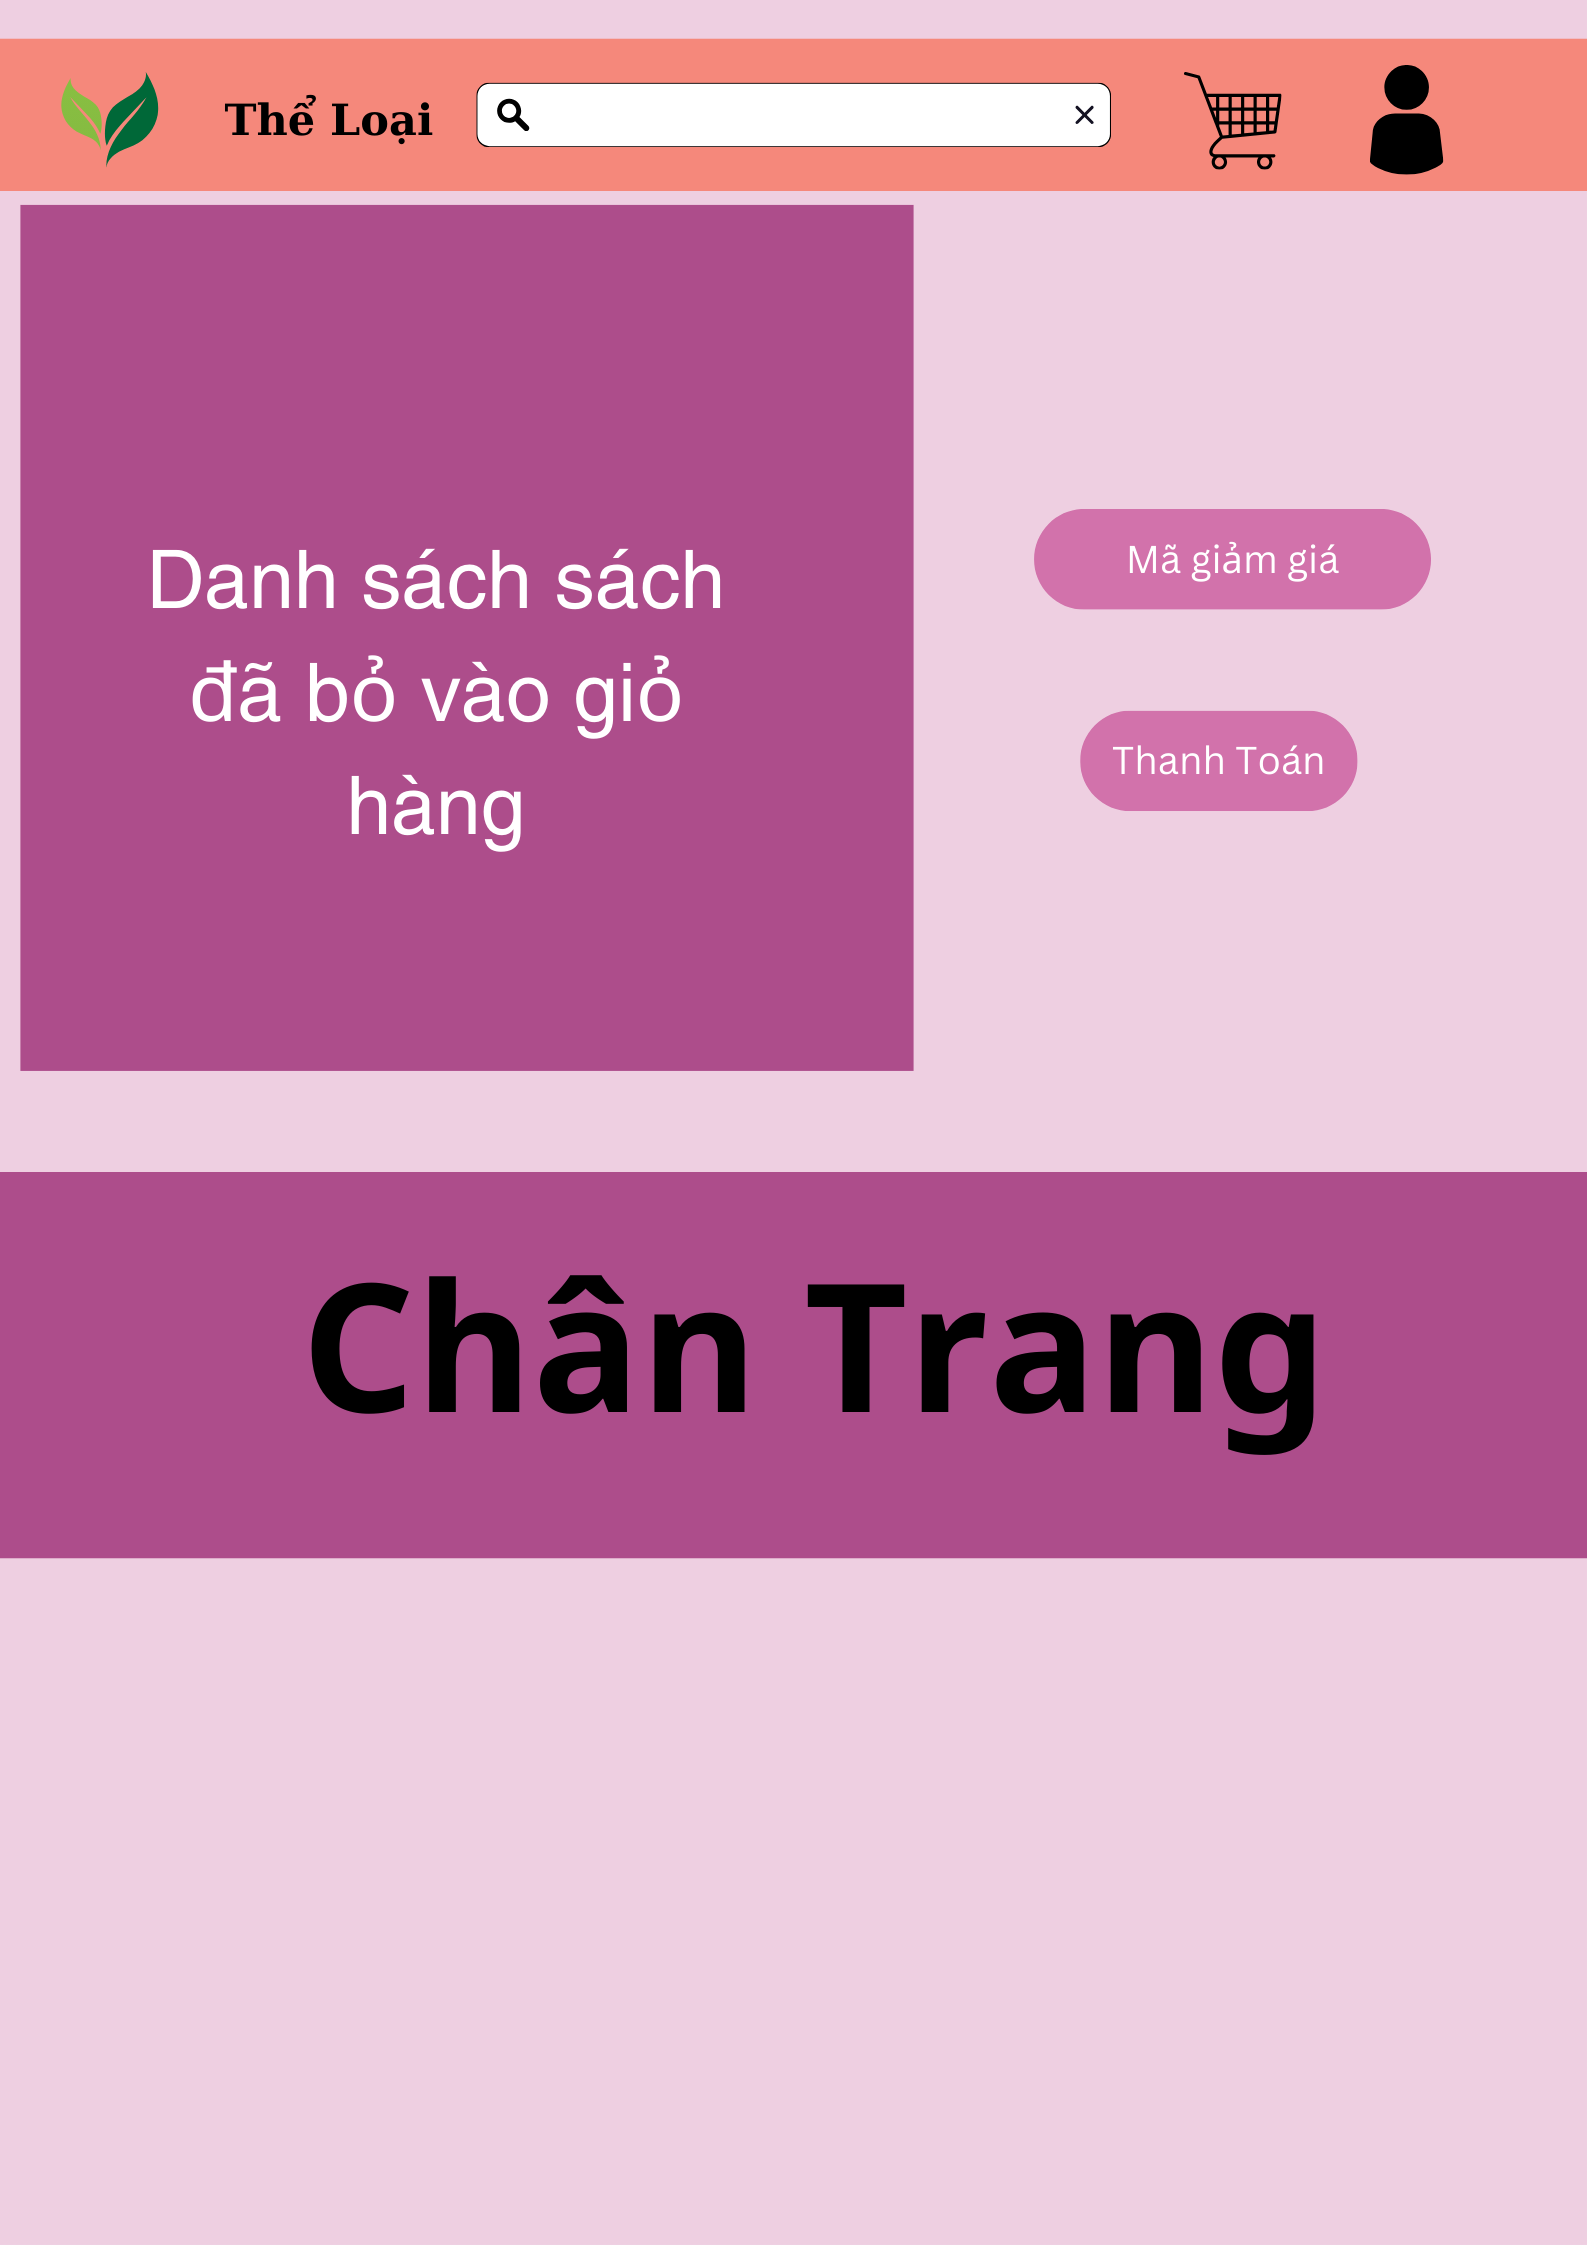 Thể Loại
Danh sách sách
đã bỏ vào giỏ
hàng
Mã giảm giá
Thanh Toán
Chân Trang